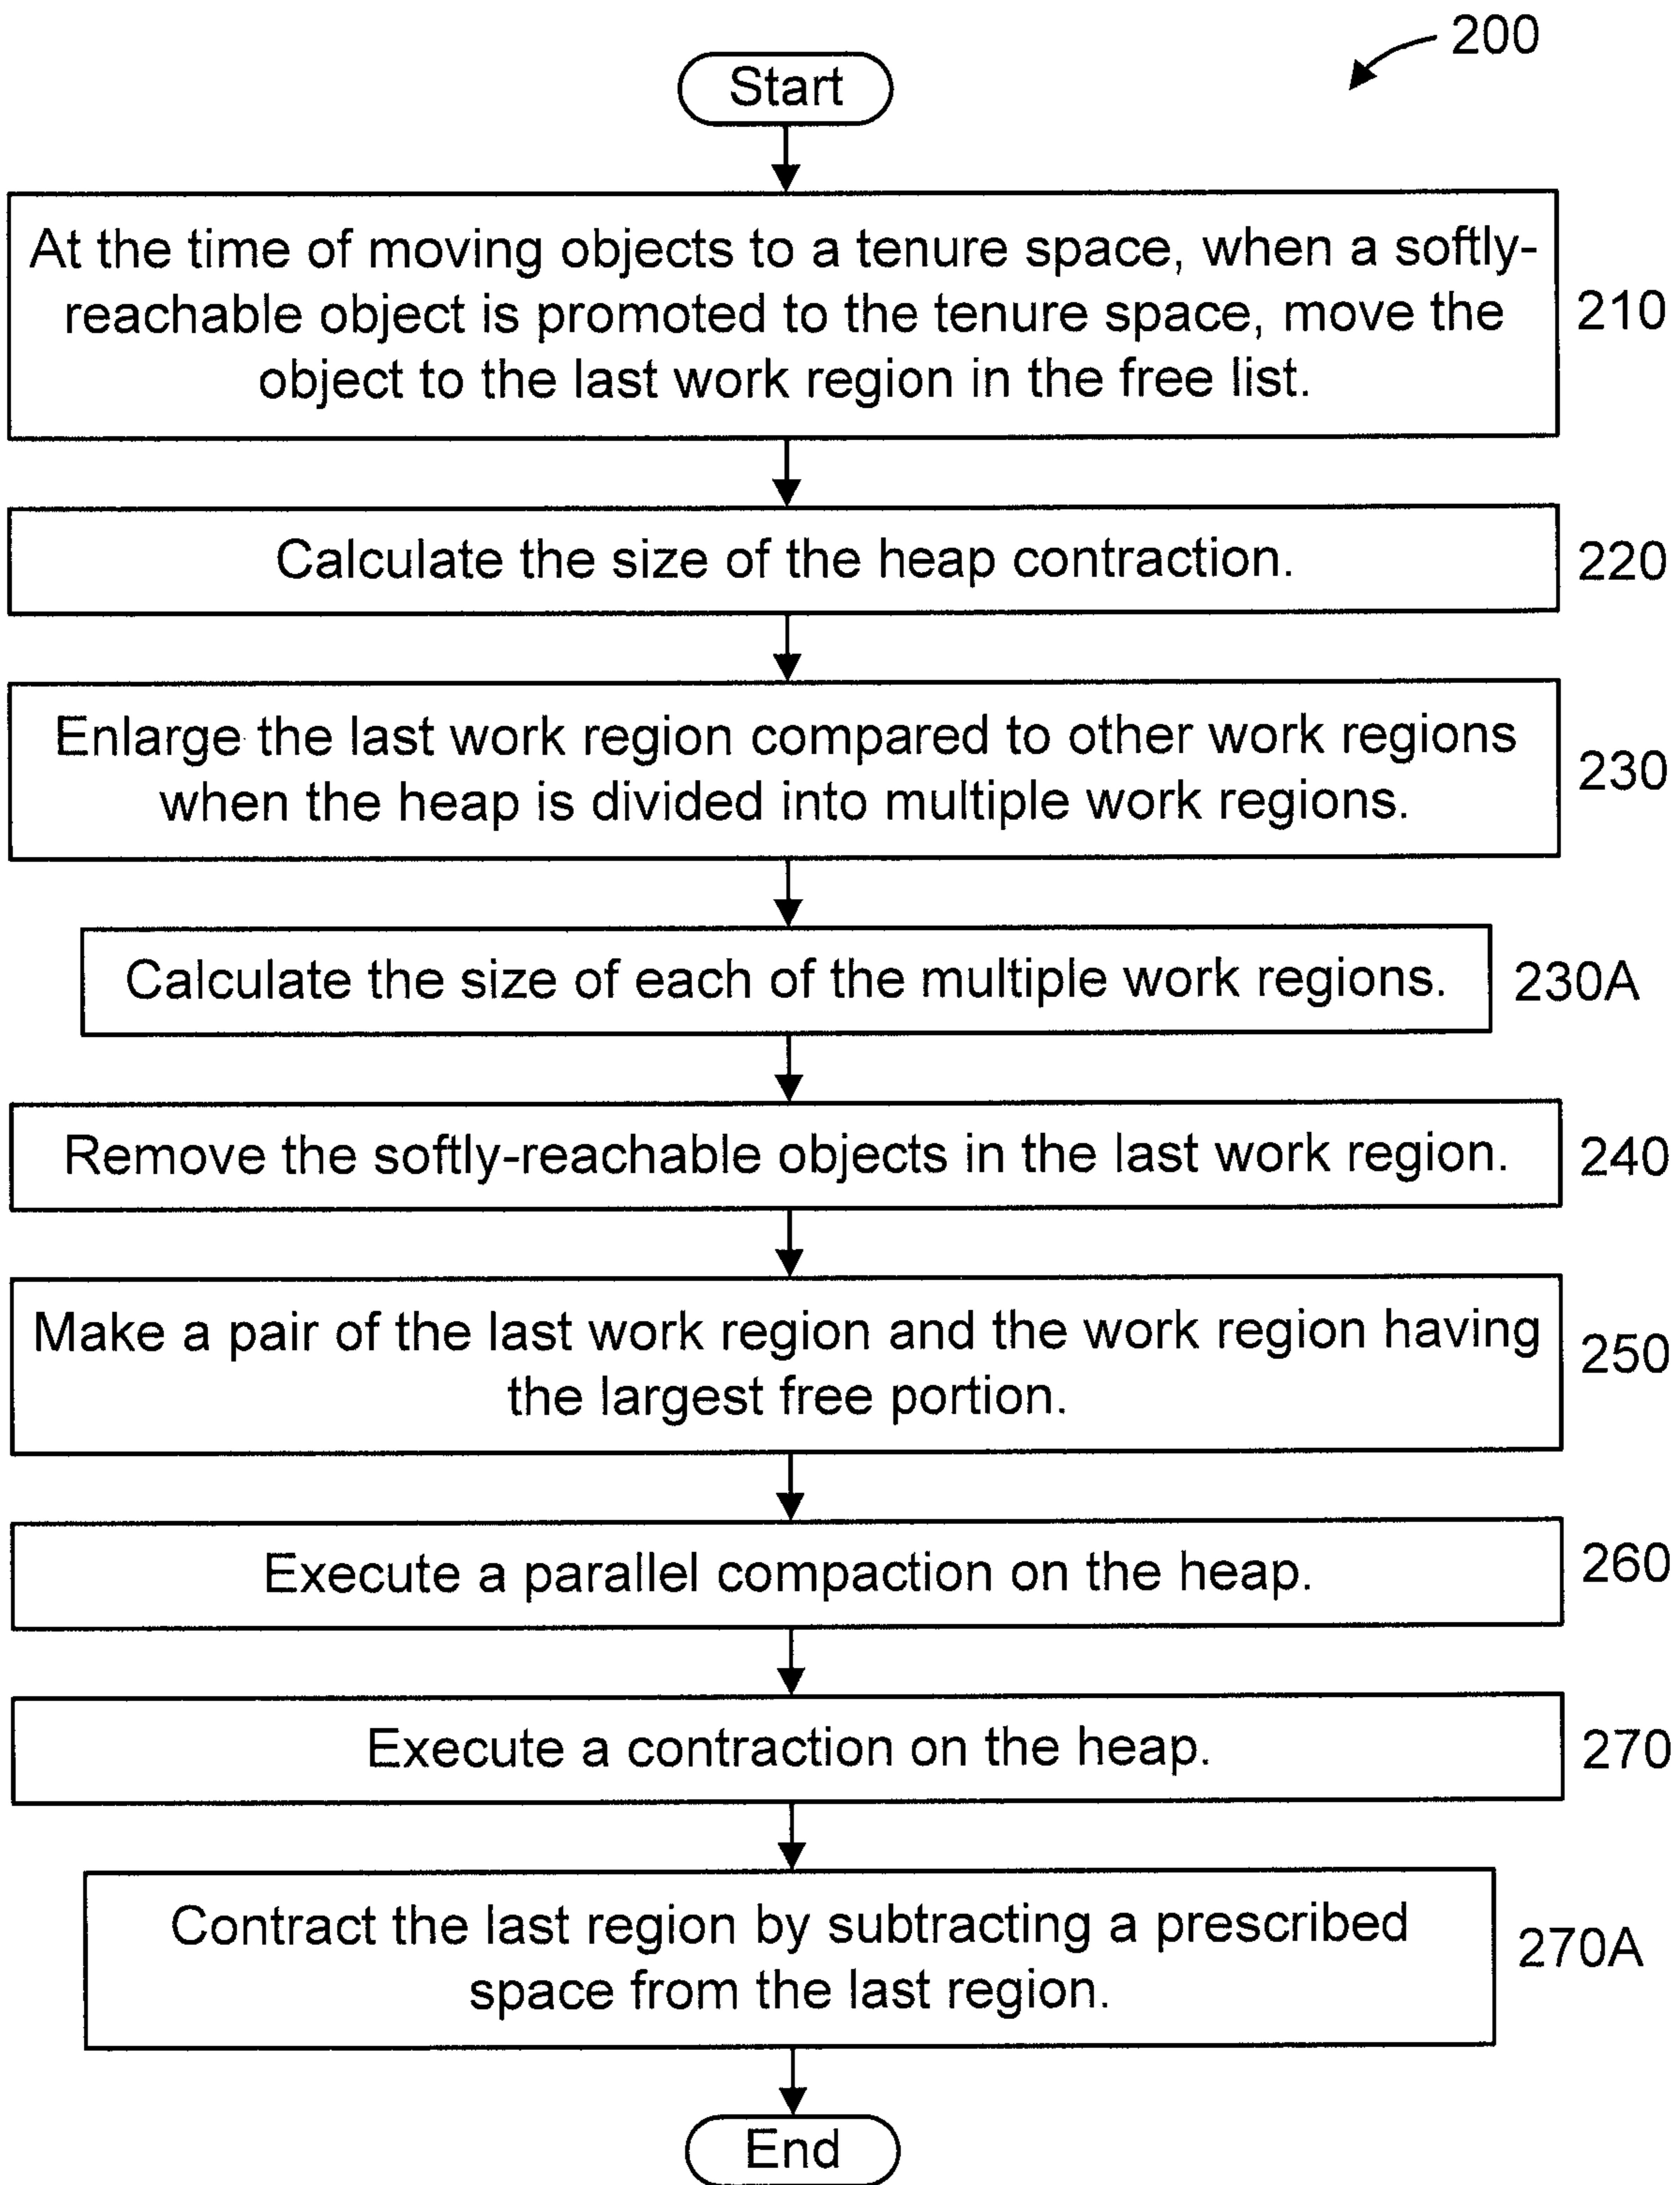 200
Start
At the time of moving objects to a tenure space, when a softly-
reachable object is promoted to the tenure space, move the
object to the last work region in the free list.
210
Calculate the size of the heap contraction.
220
Enlarge the last work region compared to other work regions
when the heap is divided into multiple work regions.
230
Calculate the size of each of the multiple work regions.
230A
Remove the softly-reachable objects in the last work region.
240
Make a pair of the last work region and the work region having
the largest free portion.
250
Execute a parallel compaction on the heap.
260
Execute a contraction on the heap.
270
Contract the last region by subtracting a prescribed
space from the last region.
270A
End